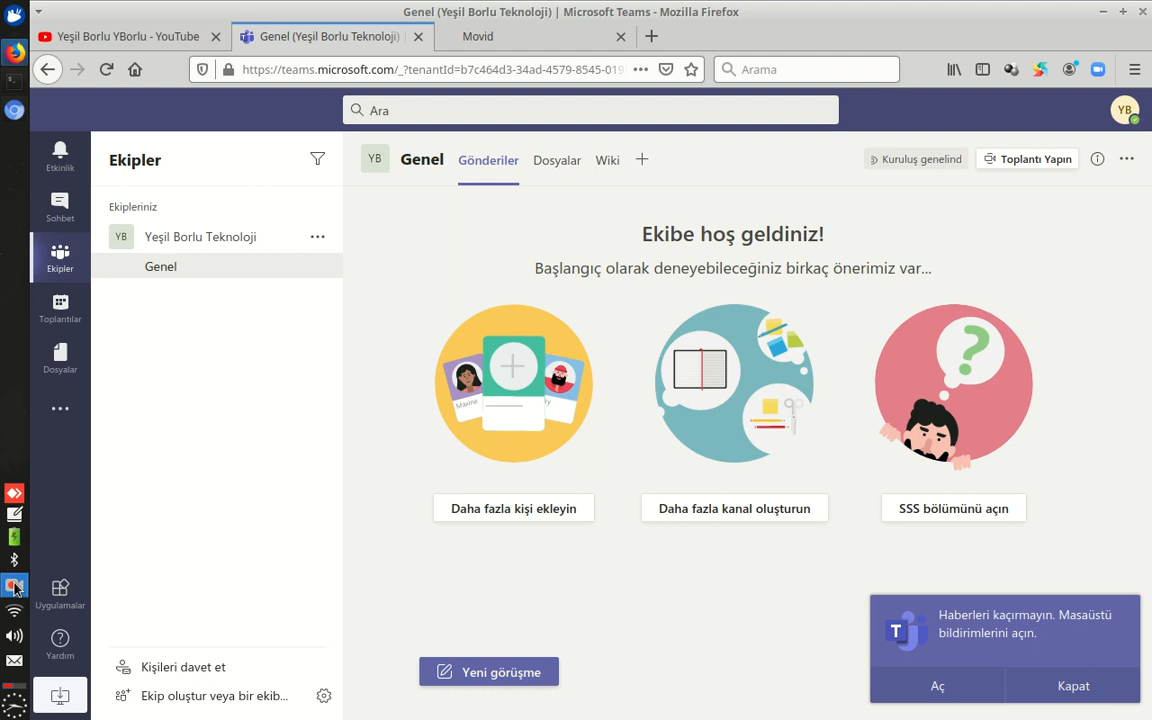 Genel (Yeşil Borlu Teknoloji) | Microsoft Teams - Mozilla Firefox
Yeşil Borlu YBorlu - YouTube
Genel (Yeşil Borlu Teknoloji)
Movid
https://teams.microsoft.com/_?tenantId=b7c464d3-34ad-4579-8545-019
Arama
Ara
YB
Etkinlik
Sohbet
Ekipler
Toplantılar
Dosyalar
Uygulamalar
Yardım
Ekipler
Ekipleriniz
YB
Yeşil Borlu Teknoloji
Genel
Kişileri davet et
Ekip oluştur veya bir ekib...
YB
Genel
Gönderiler
Dosyalar
Wiki
Kuruluş genelind
Toplantı Yapın
Ekibe hoş geldiniz!
Başlangıç olarak deneyebileceğiniz birkaç önerimiz var...
Maxine
ky
Daha fazla kişi ekleyin
Daha fazla kanal oluşturun
SSS bölümünü açın
Yeni görüşme
T
Haberleri kaçırmayın. Masaüstü
bildirimlerini açın.
Aç
Kapat